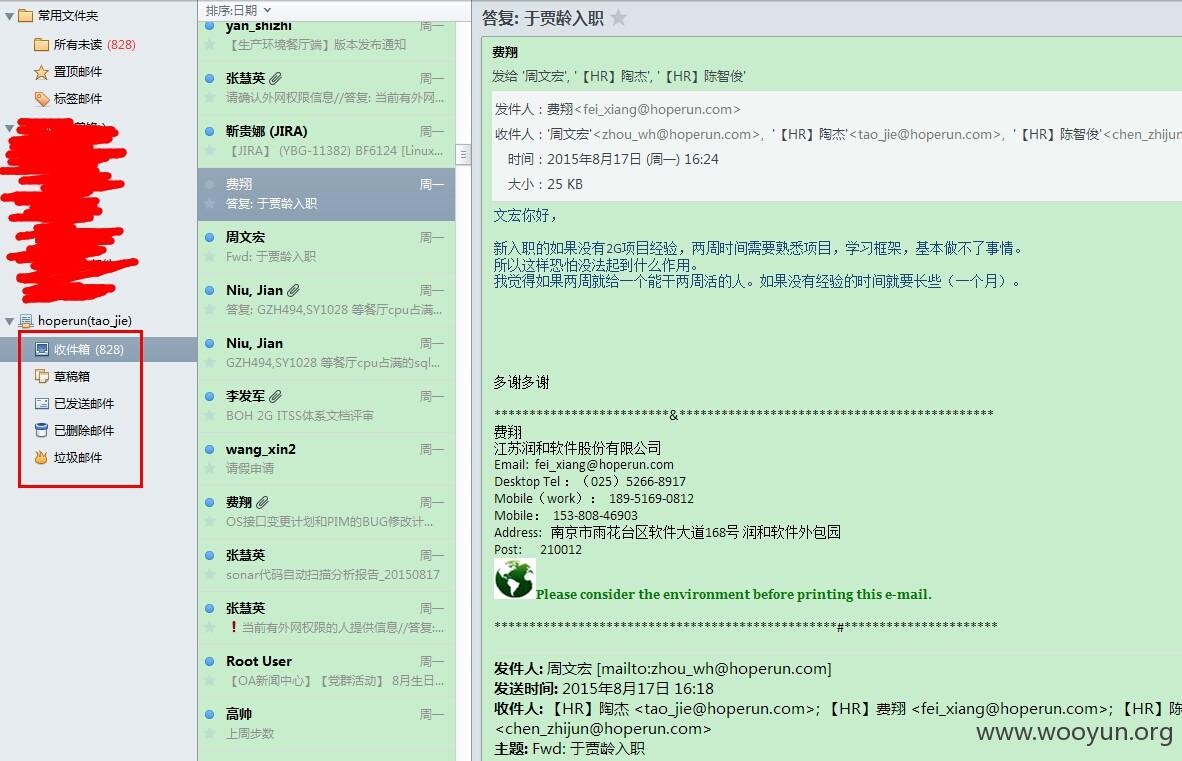 常用文件夹
所有未读 (828)
置顶邮件
标签邮件
hoperun(tao_jie)
收件箱 (828)
草稿箱
已发送邮件
已删除邮件
垃圾邮件
排序:日期
yan_shizhi 周一
【生产环境餐厅端】版本发布通知
张慧英 周一
请确认外网权限信息//答复: 当前有外网...
靳贵娜 (JIRA) 周一
【JIRA】 (YBG-11382) BF6124 [Linux...
费翔 周一
答复: 于贾龄入职
周文宏 周一
Fwd: 于贾龄入职
Niu, Jian 周一
答复: GZH494,SY1028 等餐厅cpu占满...
Niu, Jian 周一
GZH494,SY1028 等餐厅cpu占满的sql...
李发军 周一
BOH 2G ITSS体系文档评审
wang_xin2 周一
请假申请
费翔 周一
OS接口变更计划和PIM的BUG修改计...
张慧英 周一
sonar代码自动扫描分析报告_20150817
张慧英 周一
❗当前有外网权限的人提供信息//答复:...
Root User 周一
【OA新闻中心】【党群活动】 8月生日...
高帅 周一
上周步数
答复: 于贾龄入职
费翔
发给 '周文宏', '【HR】陶杰', '【HR】陈智俊'
发件人：费翔<fei_xiang@hoperun.com>
收件人：'周文宏'<zhou_wh@hoperun.com>, '【HR】陶杰'<tao_jie@hoperun.com>, '【HR】陈智俊'<chen_zhijun
时间：2015年8月17日 (周一) 16:24
大小：25 KB
文宏你好，
新入职的如果没有2G项目经验，两周时间需要熟悉项目，学习框架，基本做不了事情。
所以这样恐怕没法起到什么作用。
我觉得如果两周就给一个能干两周活的人。如果没有经验的时间就要长些（一个月）。
多谢多谢
*************************&*********************************************
费翔
江苏润和软件股份有限公司
Email: fei_xiang@hoperun.com
Desktop Tel：（025）5266-8917
Mobile（work）： 189-5169-0812
Mobile： 153-808-46903
Address: 南京市雨花台区软件大道168号 润和软件外包园
Post: 210012
Please consider the environment before printing this e-mail.
*************************************************#**********************
发件人: 周文宏 [mailto:zhou_wh@hoperun.com]
发送时间: 2015年8月17日 16:18
收件人: 【HR】陶杰 <tao_jie@hoperun.com>; 【HR】费翔 <fei_xiang@hoperun.com>; 【HR】陈
<chen_zhijun@hoperun.com>
主题: Fwd: 于贾龄入职
www.wooyun.org